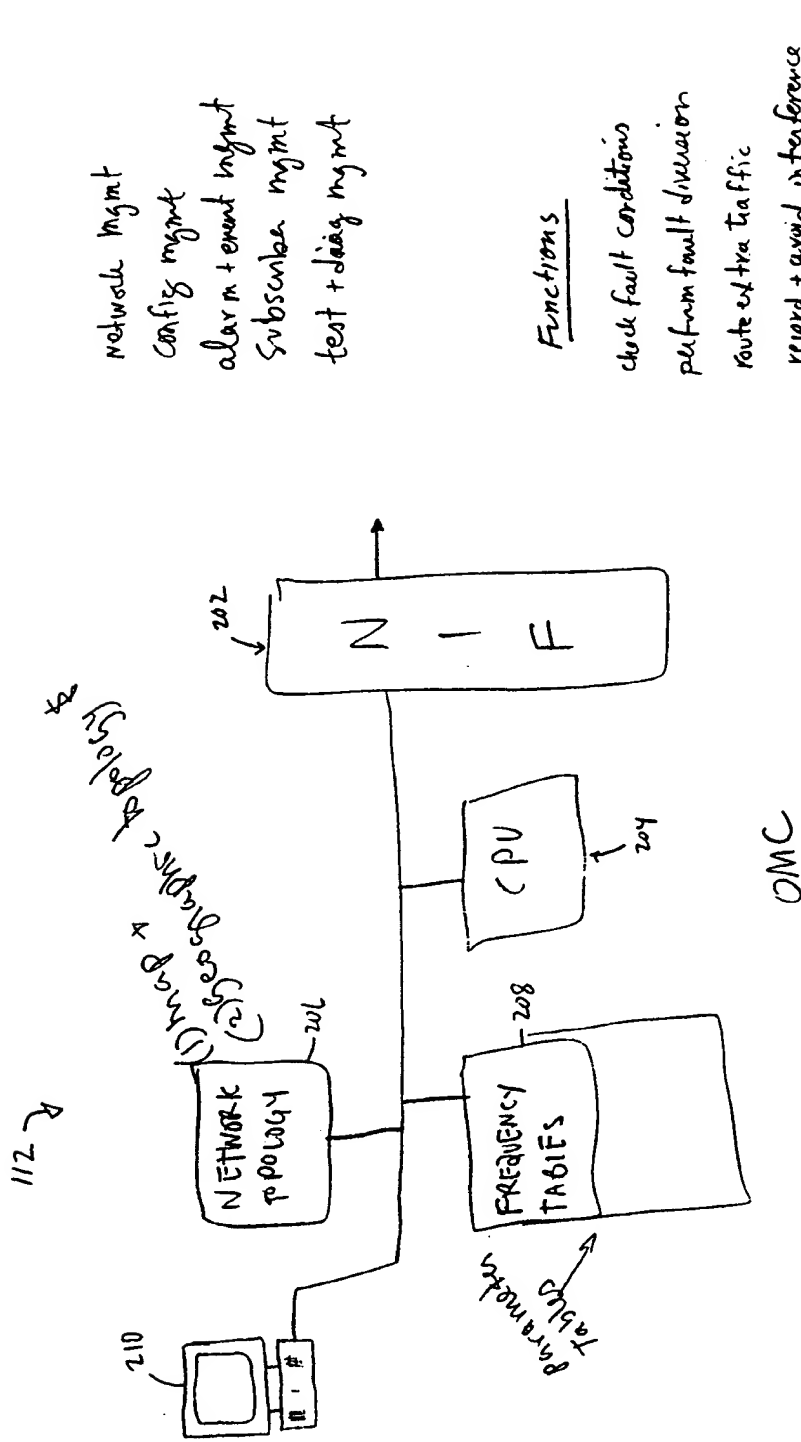 112
Network mgmt
config mgmt
alarm + event mgmt
Subscriber mgmt
test + diag mgmt
Functions
check fault conditions
perform fault diversion
route extra traffic
record + avoid interference
(1) map *
(2) geographic topology *
210
NETWORK
TOPOLOGY
206
202
N
I
F
FREQUENCY
TABLES
208
CPU
204
parameter
tables
OMC